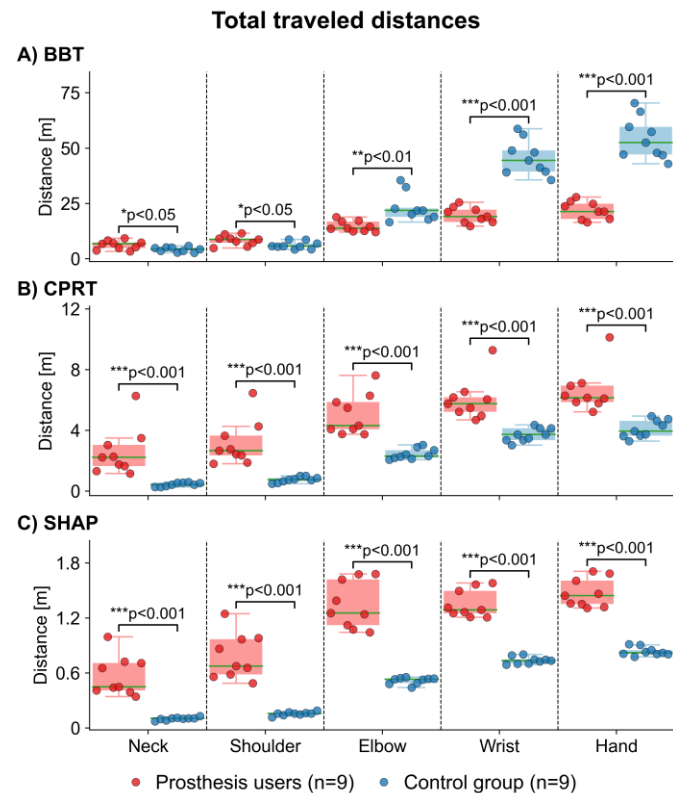 Total traveled distances
A) BBT
Distance [m]
75
50
25
0
*p<0.05
*p<0.05
**p<0.01
***p<0.001
***p<0.001
B) CPRT
Distance [m]
12
8
4
0
***p<0.001
***p<0.001
***p<0.001
***p<0.001
***p<0.001
C) SHAP
Distance [m]
1.8
1.2
0.6
0
***p<0.001
***p<0.001
***p<0.001
***p<0.001
***p<0.001
Neck Shoulder Elbow Wrist Hand
Prosthesis users (n=9) Control group (n=9)